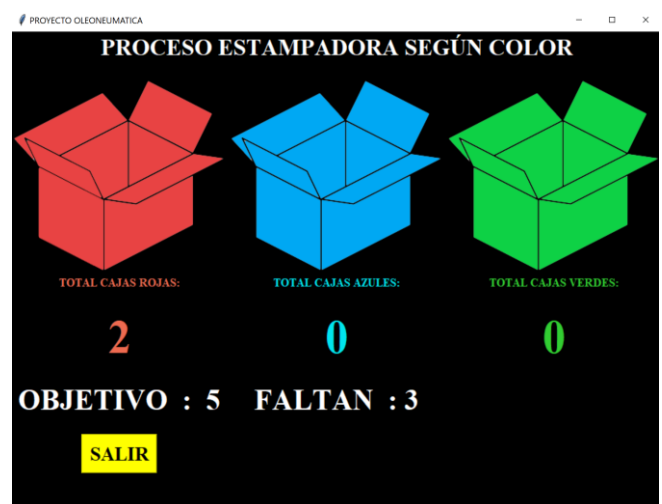 PROYECTO OLEONEUMATICA
PROCESO ESTAMPADORA SEGÚN COLOR
TOTAL CAJAS ROJAS: TOTAL CAJAS AZULES: TOTAL CAJAS VERDES:
2 0 0
OBJETIVO : 5 FALTAN : 3
SALIR